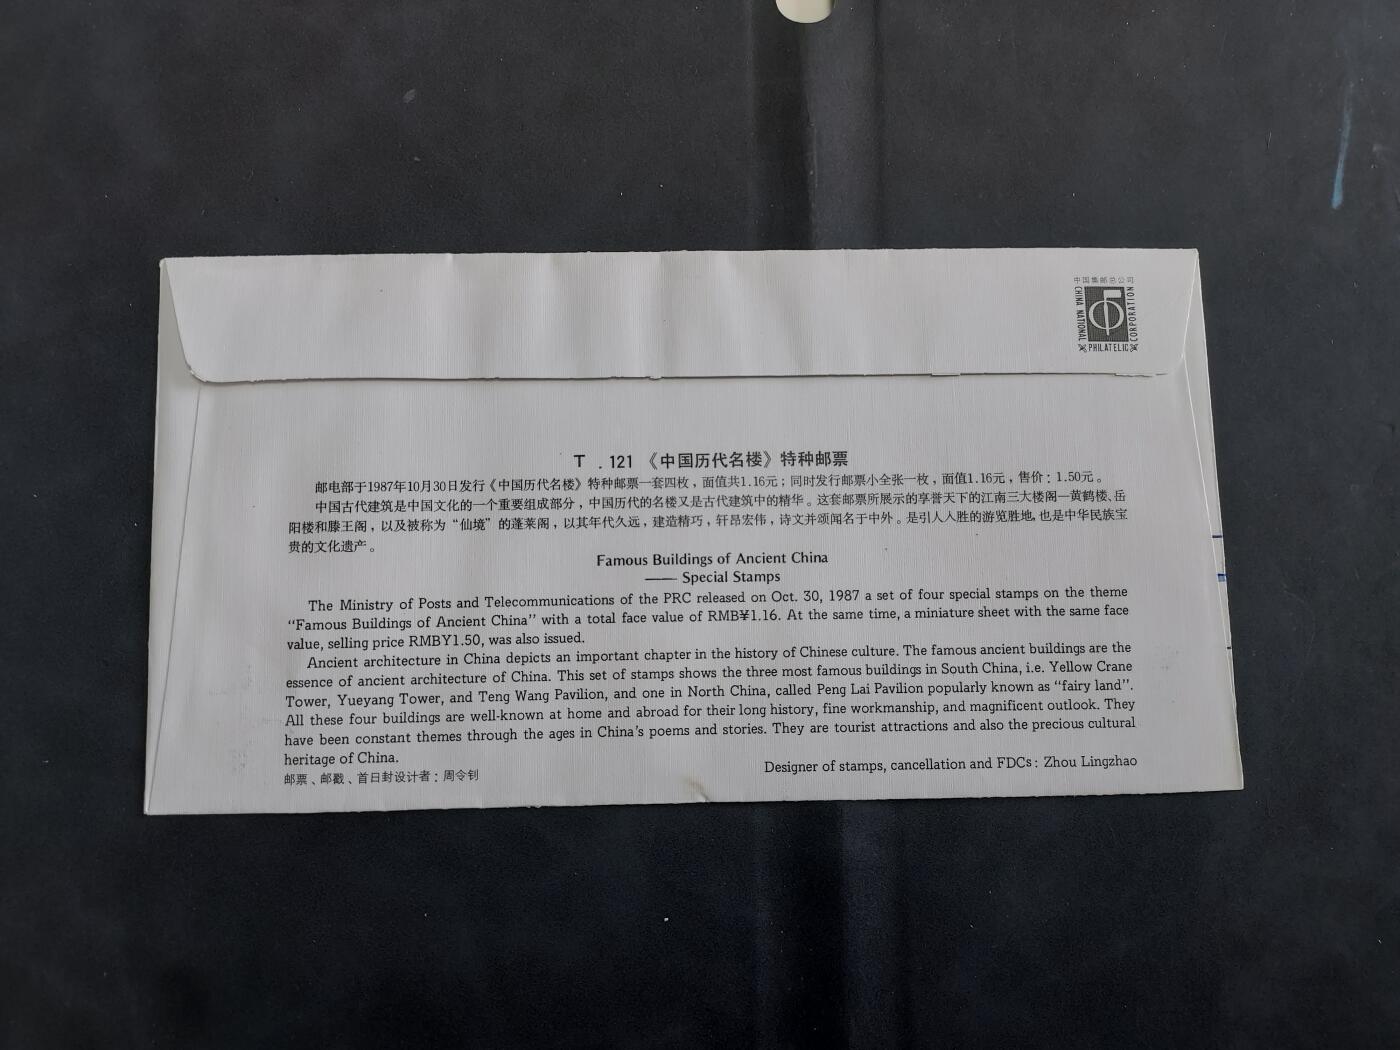 中国集邮总公司
CHINA NATIONAL
PHILATELIC
CORPORATION
T．121《中国历代名楼》特种邮票
邮电部于1987年10月30日发行《中国历代名楼》特种邮票一套四枚，面值共1.16元；同时发行邮票小全张一枚，面值1.16元，售价：1.50元。
中国古代建筑是中国文化的一个重要组成部分，中国历代的名楼又是古代建筑中的精华。这套邮票所展示的享誉天下的江南三大楼阁—黄鹤楼、岳
阳楼和滕王阁，以及被称为“仙境”的蓬莱阁，以其年代久远，建造精巧，轩昂宏伟，诗文并颂闻名于中外。是引人入胜的游览胜地，也是中华民族宝
贵的文化遗产。
Famous Buildings of Ancient China
—— Special Stamps
The Ministry of Posts and Telecommunications of the PRC released on Oct. 30, 1987 a set of four special stamps on the theme
“Famous Buildings of Ancient China” with a total face value of RMB¥1.16. At the same time, a miniature sheet with the same face
value, selling price RMBY1.50, was also issued.
Ancient architecture in China depicts an important chapter in the history of Chinese culture. The famous ancient buildings are the
essence of ancient architecture of China. This set of stamps shows the three most famous buildings in South China, i.e. Yellow Crane
Tower, Yueyang Tower, and Teng Wang Pavilion, and one in North China, called Peng Lai Pavilion popularly known as “fairy land”.
All these four buildings are well-known at home and abroad for their long history, fine workmanship, and magnificent outlook. They
have been constant themes through the ages in China’s poems and stories. They are tourist attractions and also the precious cultural
heritage of China.
邮票、邮戳、首日封设计者：周令钊
Designer of stamps, cancellation and FDCs: Zhou Lingzhao